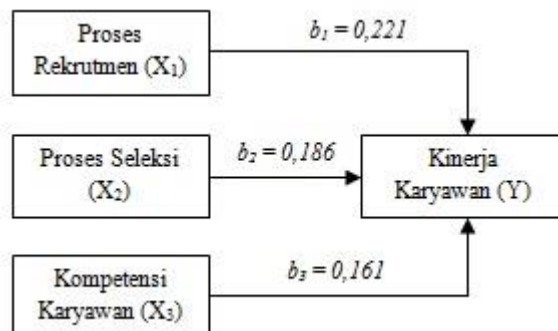 Proses
Rekrutmen (X₁)
b₁ = 0,221
Proses Seleksi
(X₂)
b₂ = 0,186
Kinerja
Karyawan (Y)
Kompetensi
Karyawan (X₃)
b₃ = 0,161